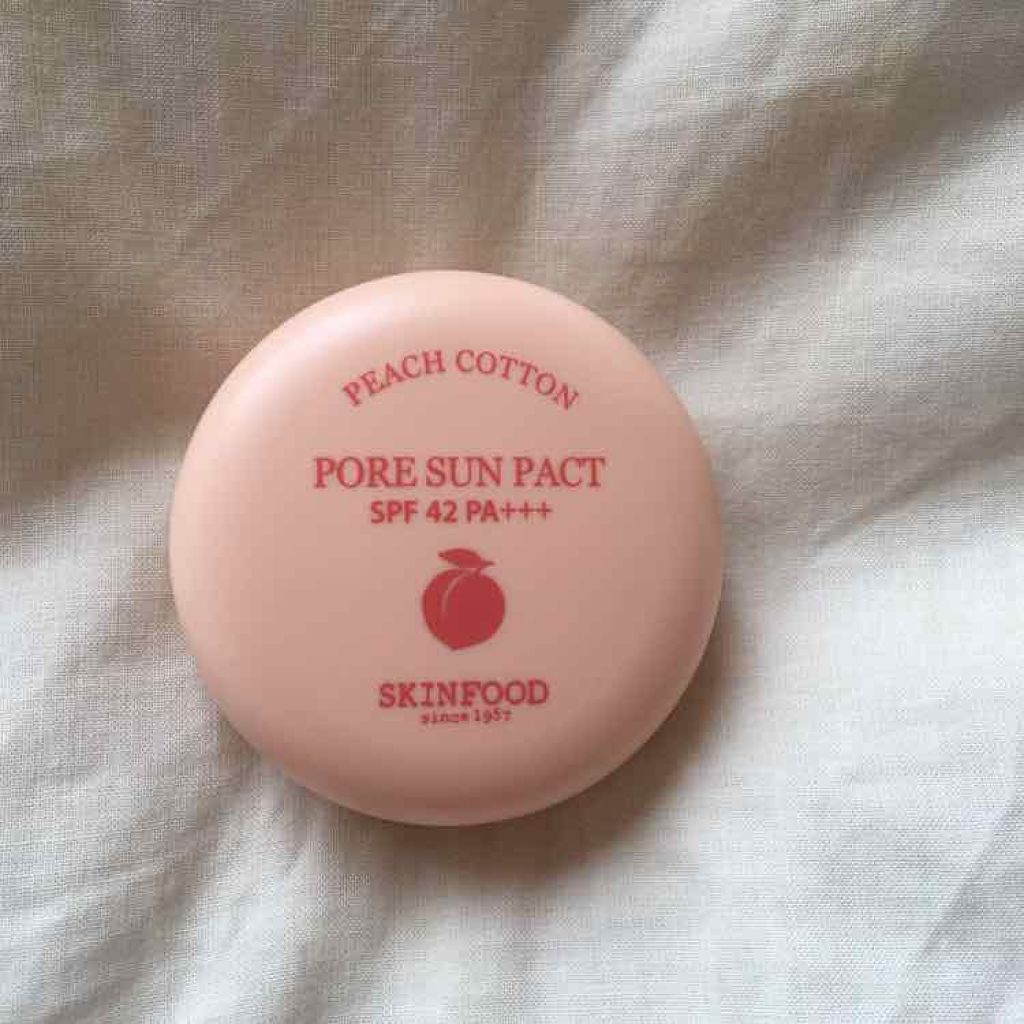 PEACH COTTON
PORE SUN PACT
SPF 42 PA+++
SKINFOOD
since 1957